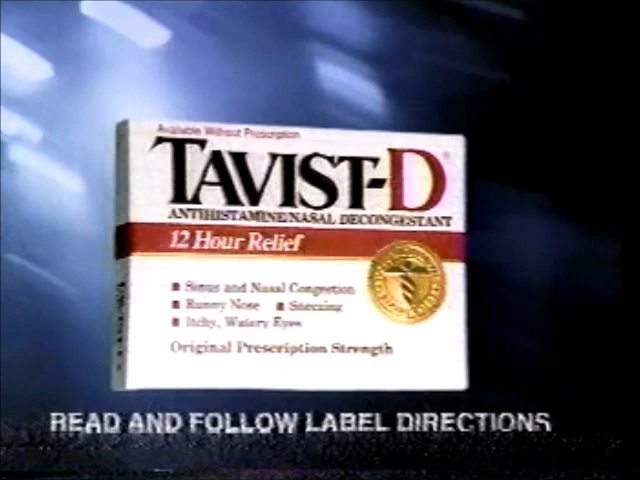 Available Without Prescription
TAVIST-D®
ANTIHISTAMINE/NASAL DECONGESTANT
12 Hour Relief
■ Sinus and Nasal Congestion
■ Runny Nose ■ Sneezing
■ Itchy, Watery Eyes
Original Prescription Strength
READ AND FOLLOW LABEL DIRECTIONS